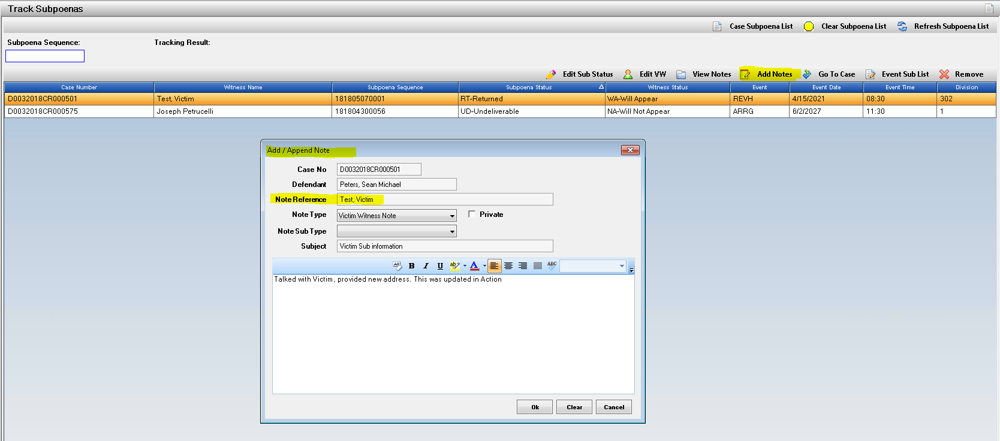 Track Subpoenas
Case Subpoena List Clear Subpoena List Refresh Subpoena List
Subpoena Sequence: Tracking Result:
Edit Sub Status Edit VW View Notes Add Notes Go To Case Event Sub List Remove
Case Number Witness Name Subpoena Sequence Subpoena Status Witness Status Event Event Date Event Time Division
D0032018CR000501 Test, Victim 181805070001 RT-Returned WA-Will Appear REVH 4/15/2021 08:30 302
D0032018CR000575 Joseph Petrucelli 181804300056 UD-Undeliverable NA-Will Not Appear ARRG 6/2/2027 11:30 1
Add / Append Note
Case No D0032018CR000501
Defendant Peters, Sean Michael
Note Reference Test, Victim
Note Type Victim Witness Note Private
Note Sub Type
Subject Victim Sub information
Aa B I U ab A ABC
Talked with Victim, provided new address. This was updated in Action
Ok Clear Cancel